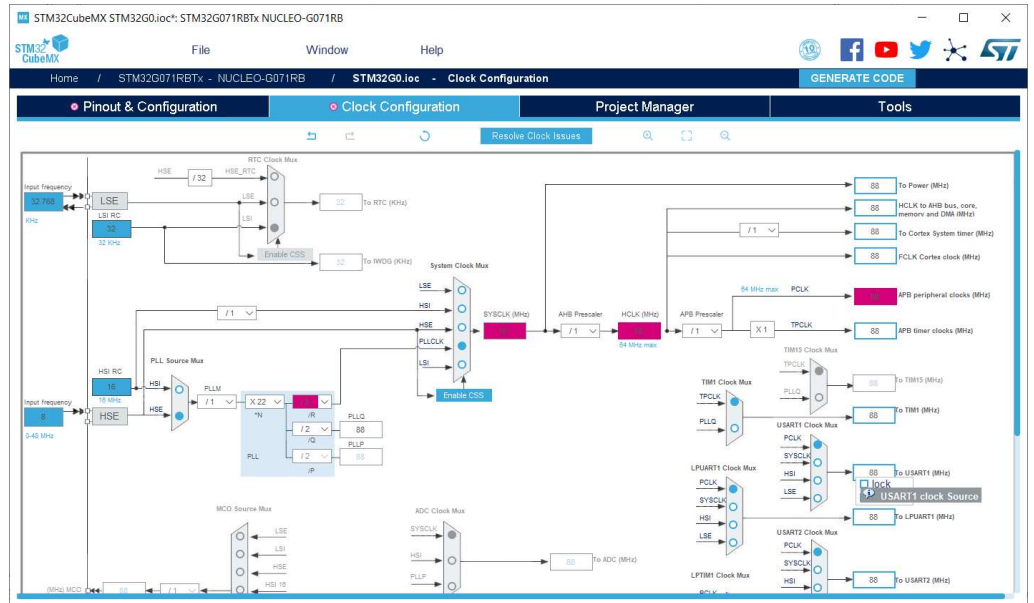 MX STM32CubeMX STM32G0.ioc*: STM32G071RBTx NUCLEO-G071RB
STM32 CubeMX
File Window Help
10
Home / STM32G071RBTx - NUCLEO-G071RB / STM32G0.ioc - Clock Configuration
GENERATE CODE
Pinout & Configuration
Clock Configuration
Project Manager
Tools
Resolve Clock Issues
RTC Clock Mux
HSE
/ 32
HSE_RTC
Input frequency
32.768
KHz
LSE
LSE
LSI RC
32
32 KHz
LSI
32
To RTC (KHz)
Enable CSS
32
To IWDG (KHz)
System Clock Mux
LSE
HSI
HSE
PLLCLK
LSI
Enable CSS
/ 1
SYSCLK (MHz)
AHB Prescaler
/ 1
HCLK (MHz)
64 MHz max
APB Prescaler
/ 1
X 1
/ 1
88
To Power (MHz)
88
HCLK to AHB bus, core,
memory and DMA (MHz)
88
To Cortex System timer (MHz)
88
FCLK Cortex clock (MHz)
64 MHz max
PCLK
APB peripheral clocks (MHz)
TPCLK
88
APB timer clocks (MHz)
PLL Source Mux
HSI RC
16
16 MHz
HSI
HSE
Input frequency
8
0-48 MHz
HSE
PLLM
/ 1
X 22
*N
/R
/ 2
/Q
/ 2
/P
PLL
PLLQ
88
PLLP
88
TIM15 Clock Mux
TPCLK
PLLQ
88
To TIM15 (MHz)
TIM1 Clock Mux
TPCLK
PLLQ
88
To TIM1 (MHz)
USART1 Clock Mux
PCLK
SYSCLK
HSI
LSE
88
To USART1 (MHz)
lock
USART1 clock Source
LPUART1 Clock Mux
PCLK
SYSCLK
HSI
LSE
88
To LPUART1 (MHz)
USART2 Clock Mux
PCLK
SYSCLK
HSI
88
To USART2 (MHz)
LPTIM1 Clock Mux
PCLK
MCO Source Mux
LSE
LSI
HSE
HSI 16
(MHz) MCO
88
/ 1
ADC Clock Mux
SYSCLK
HSI
PLLP
88
To ADC (MHz)